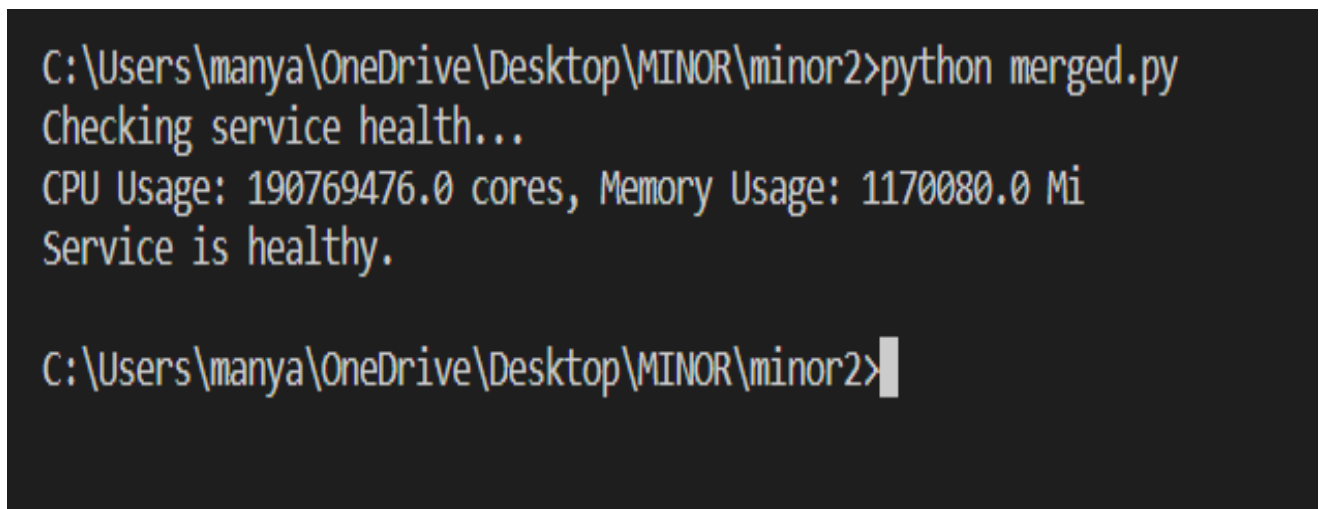 C:\Users\manya\OneDrive\Desktop\MINOR\minor2>python merged.py
Checking service health...
CPU Usage: 190769476.0 cores, Memory Usage: 1170080.0 Mi
Service is healthy.
C:\Users\manya\OneDrive\Desktop\MINOR\minor2>